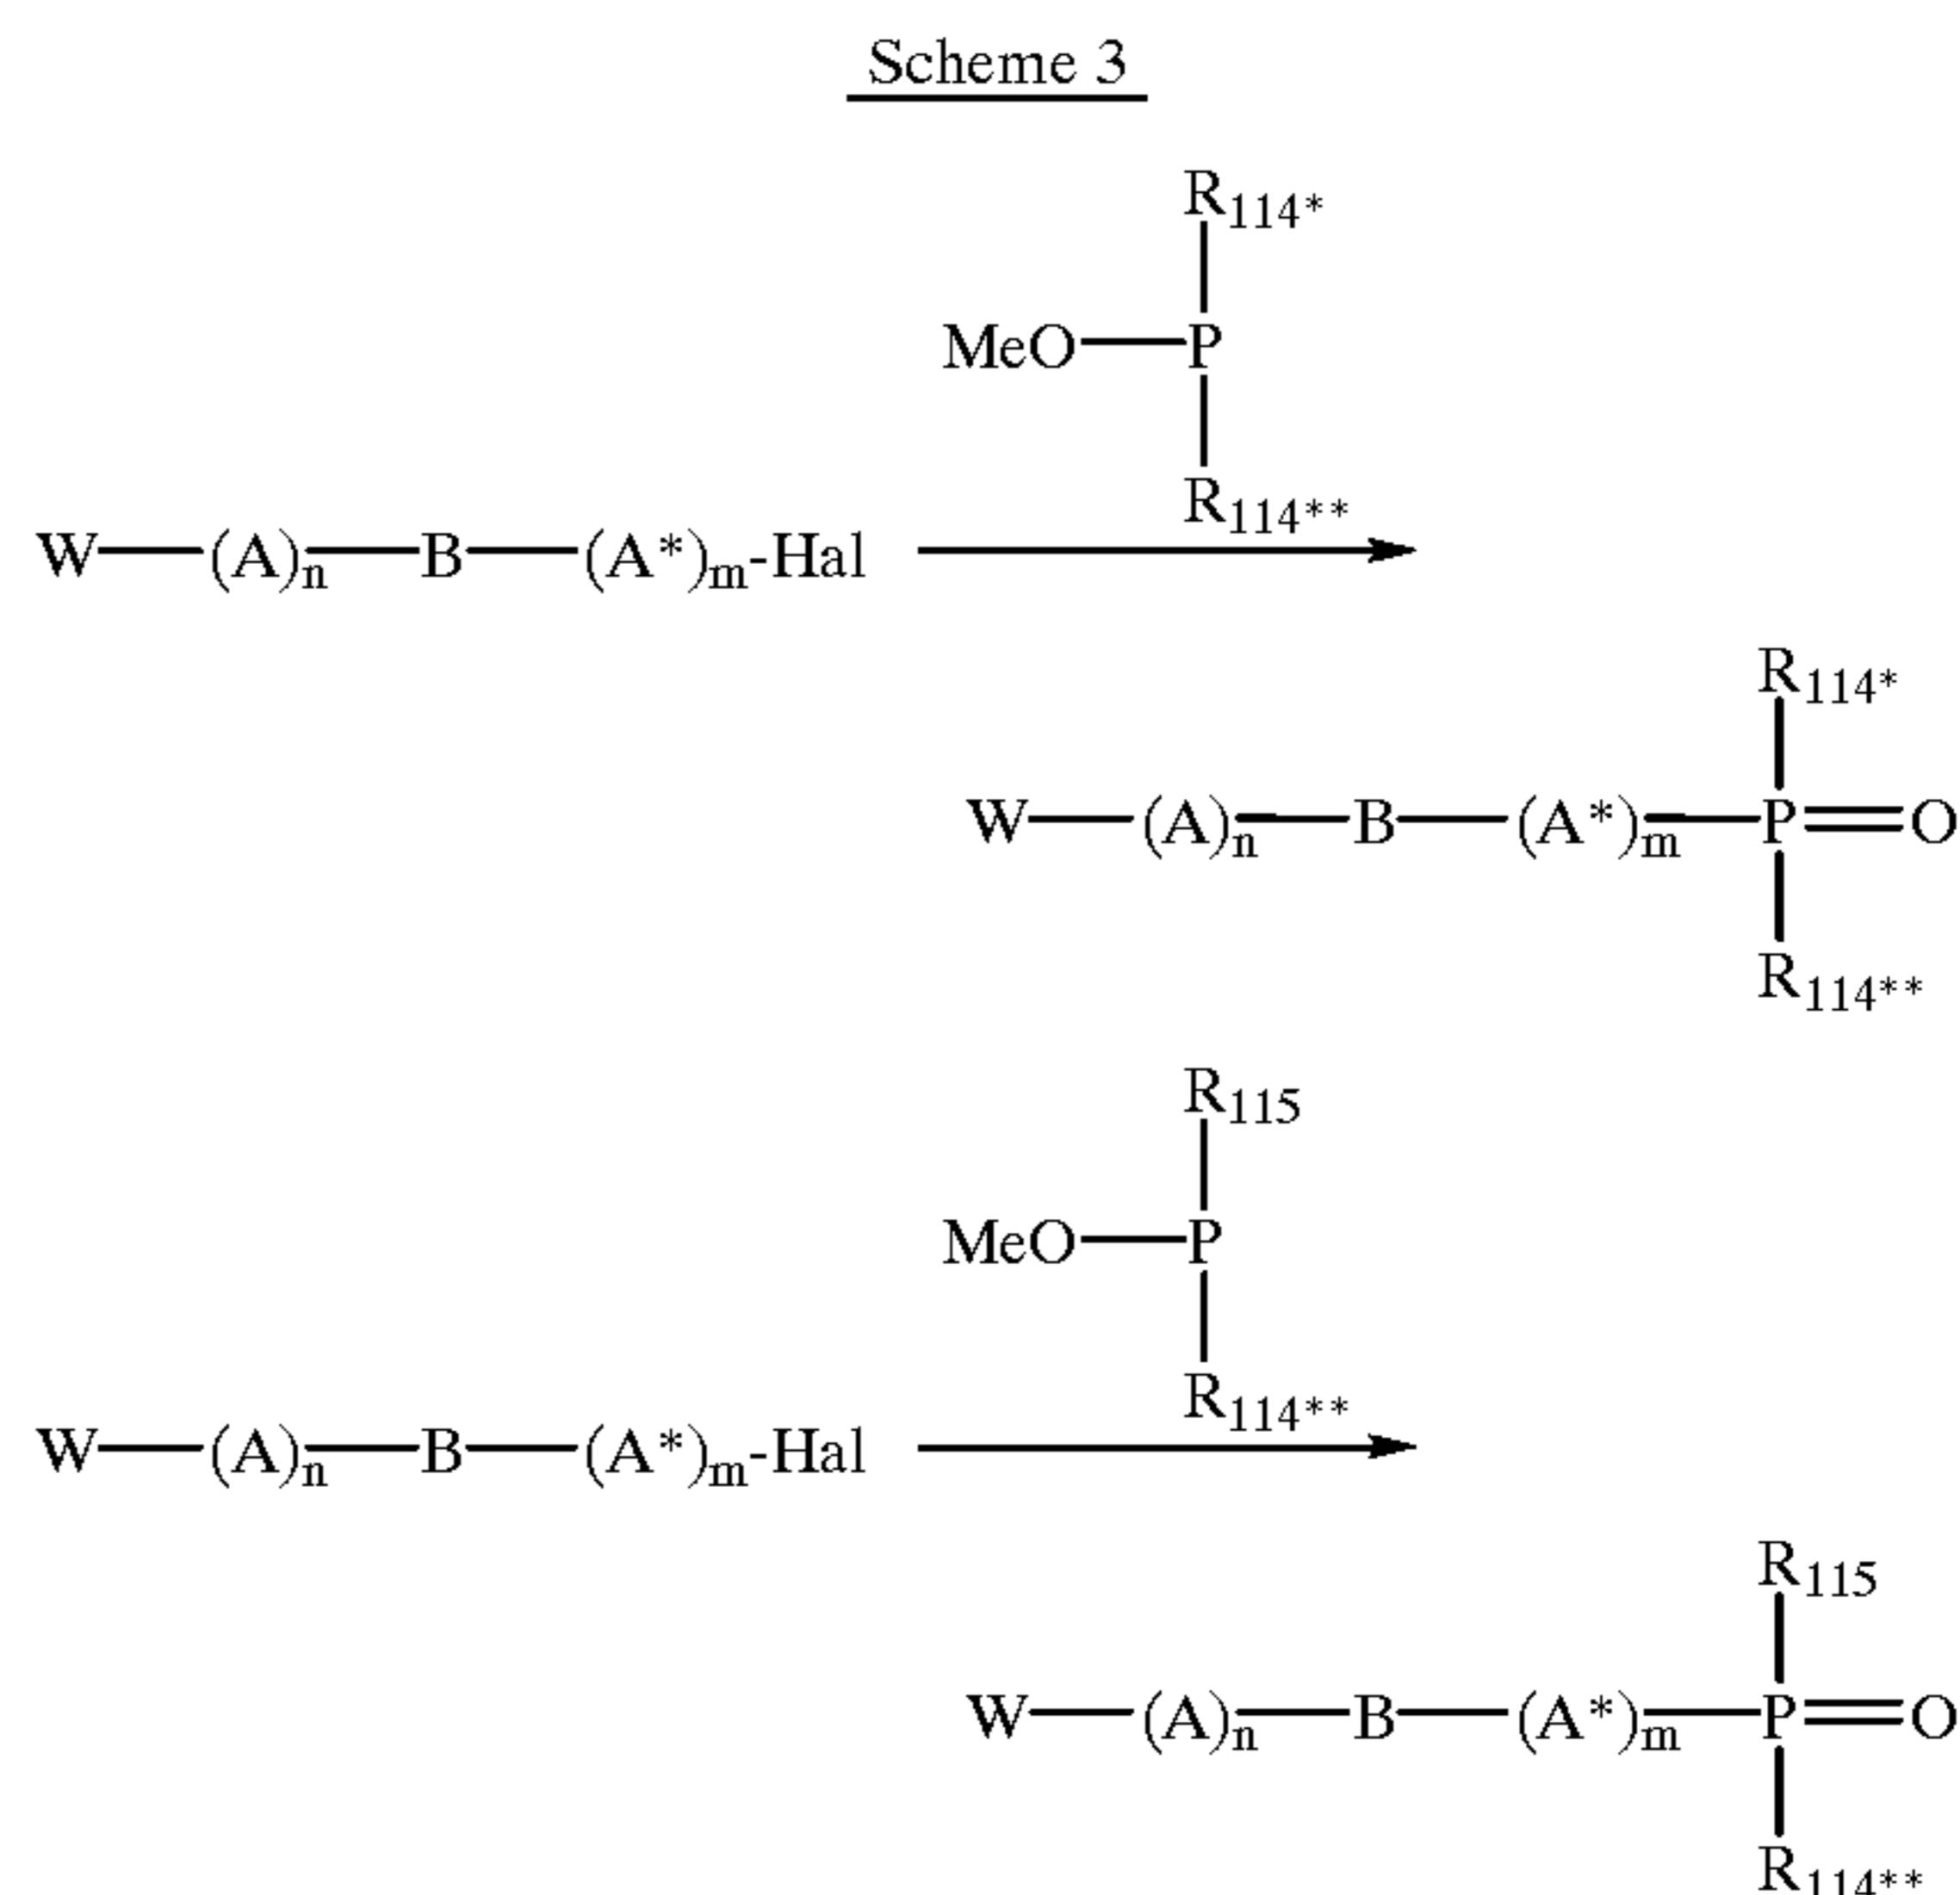 Scheme 3
R114*
MeO—P
R114**
W—(A)n—B—(A*)m-Hal
R114*
W—(A)n—B—(A*)m—P=O
R114**
R115
MeO—P
R114**
W—(A)n—B—(A*)m-Hal
R115
W—(A)n—B—(A*)m—P=O
R114**